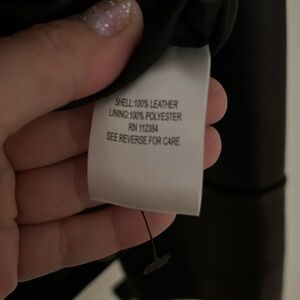 SHELL:100% LEATHER
LINING:100% POLYESTER
RN 112384
SEE REVERSE FOR CARE